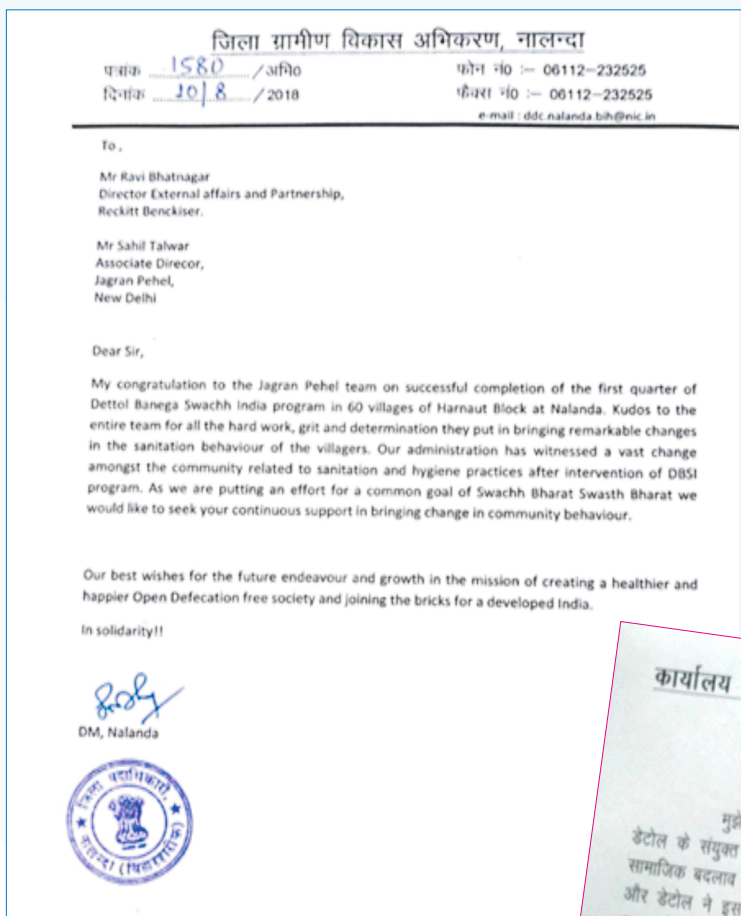 जिला ग्रामीण विकास अभिकरण, नालन्दा
पत्रांक 1580 /अभि०
दिनांक 10/8 /2018
फोन नं० :– 06112–232525
फैक्स नं० :– 06112–232525
e-mail : ddc.nalanda.bih@nic.in
To,
Mr Ravi Bhatnagar
Director External affairs and Partnership,
Reckitt Benckiser.
Mr Sahil Talwar
Associate Direcor,
Jagran Pehel,
New Delhi
Dear Sir,
My congratulation to the Jagran Pehel team on successful completion of the first quarter of
Dettol Banega Swachh India program in 60 villages of Harnaut Block at Nalanda. Kudos to the
entire team for all the hard work, grit and determination they put in bringing remarkable changes
in the sanitation behaviour of the villagers. Our administration has witnessed a vast change
amongst the community related to sanitation and hygiene practices after intervention of DBSI
program. As we are putting an effort for a common goal of Swachh Bharat Swasth Bharat we
would like to seek your continuous support in bringing change in community behaviour.
Our best wishes for the future endeavour and growth in the mission of creating a healthier and
happier Open Defecation free society and joining the bricks for a developed India.
In solidarity!!
DM, Nalanda
जिला पदाधिकारी,
नालन्दा (बिहारशरीफ)
कार्यालय
मुझे
डेटोल के संयुक्त
सामाजिक बदलाव
और डेटोल ने इस